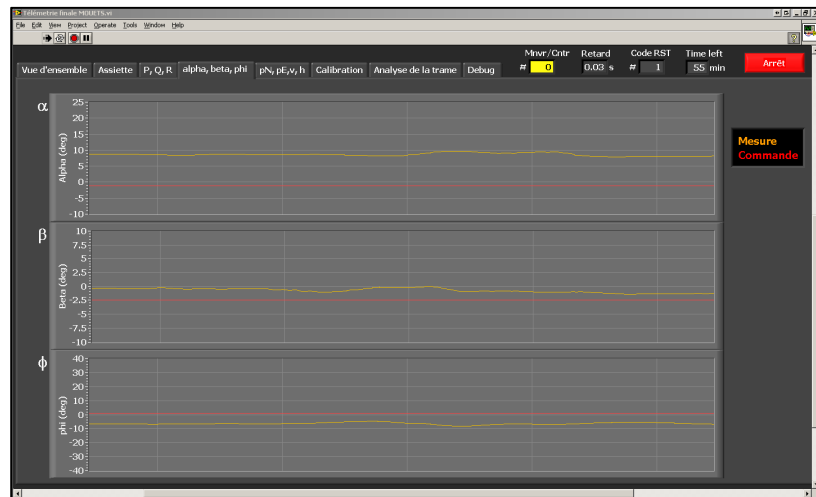 Télémetrie finale MOUETS.vi
File Edit View Project Operate Tools Window Help
Mnvr/Cntr Retard Code RST Time left
# 0 0.03 s # 1 55 min Arrêt
Vue d'ensemble Assiette P, Q, R alpha, beta, phi pN, pE,v, h Calibration Analyse de la trame Debug
α
Alpha (deg)
25
20
15
10
5
0
-5
-10
Mesure
Commande
β
Beta (deg)
10
7.5
5
2.5
0
-2.5
-5
-7.5
-10
ϕ
phi (deg)
40
30
20
10
0
-10
-20
-30
-40